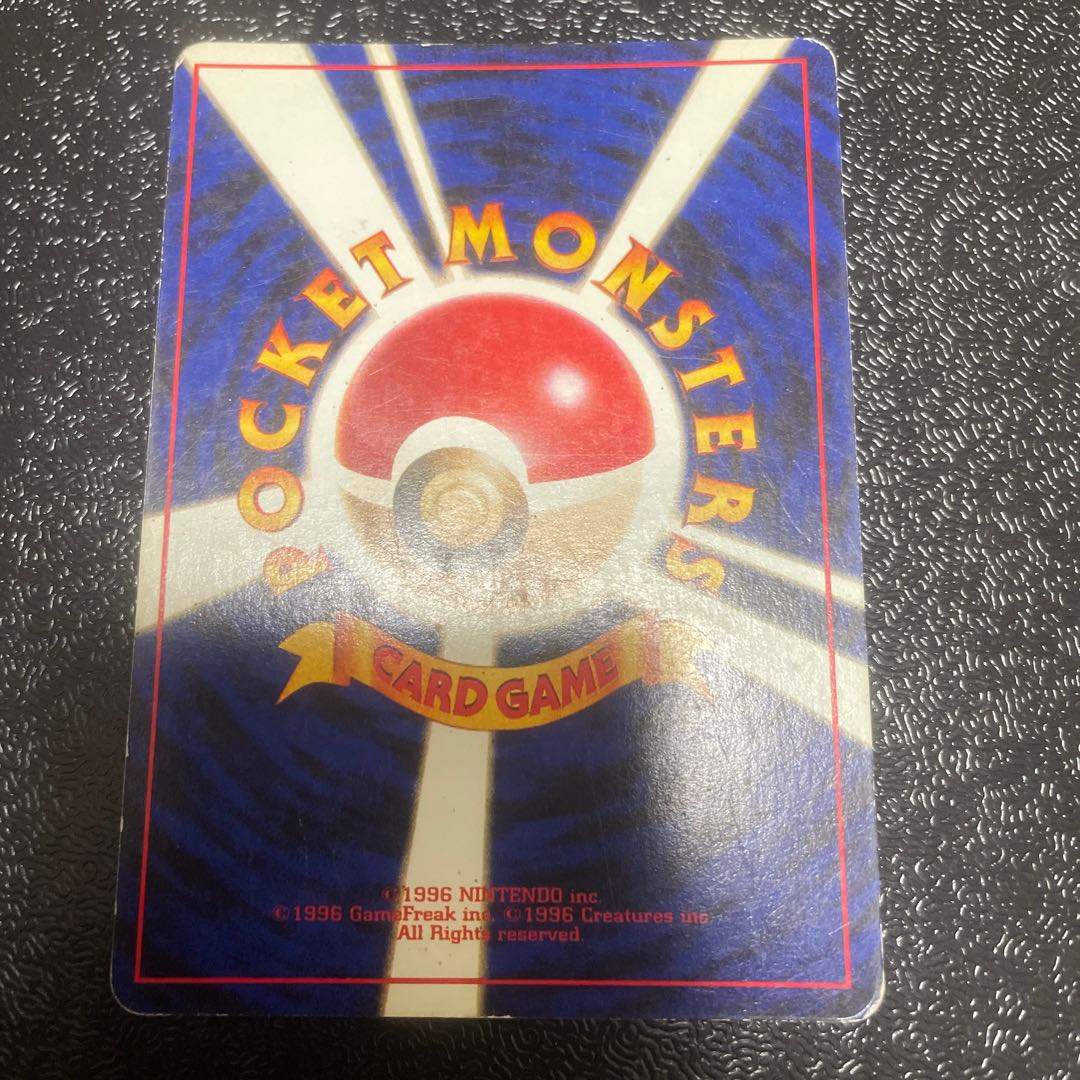 POCKET MONSTERS
CARD GAME
©1996 NINTENDO inc.
©1996 GameFreak inc. ©1996 Creatures inc.
All Rights reserved.